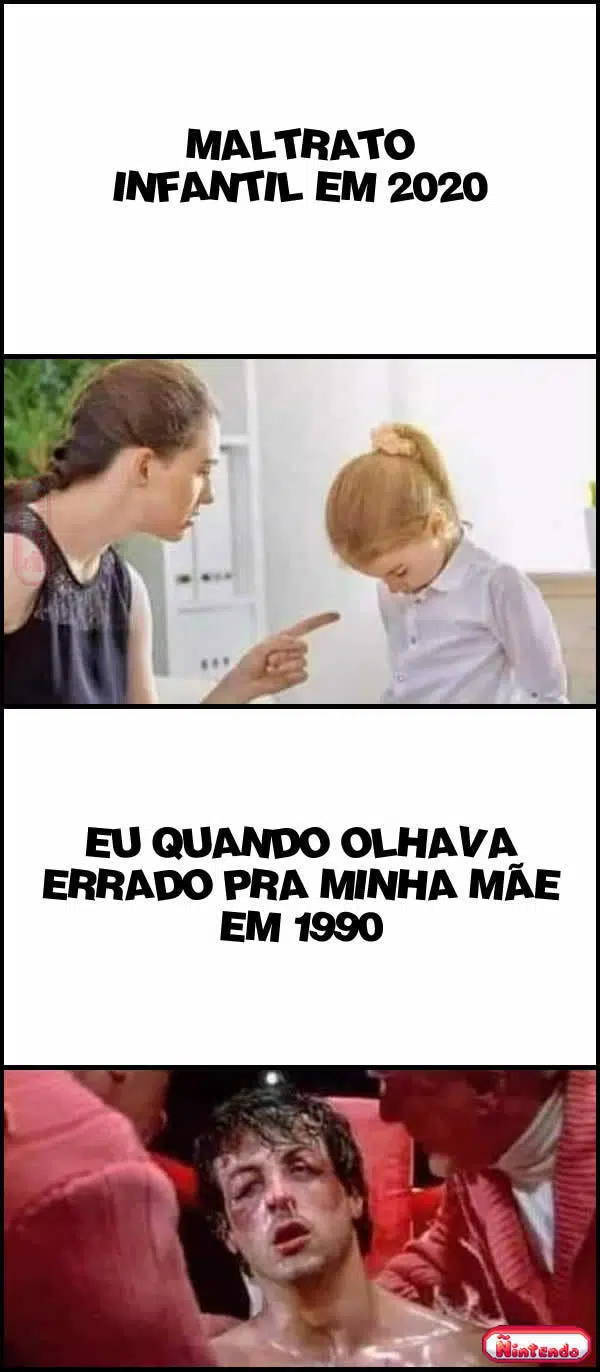 MALTRATO
INFANTIL EM 2020
EU QUANDO OLHAVA
ERRADO PRA MINHA MÃE
EM 1990
Ñintendo